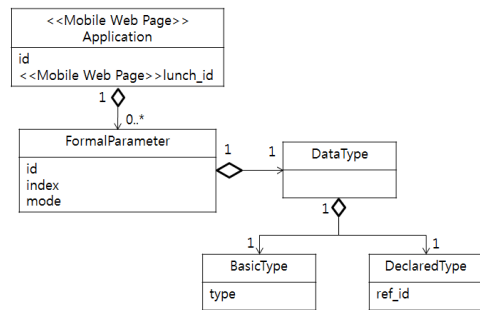 <<Mobile Web Page>>
Application
id
<<Mobile Web Page>>lunch_id
1
0..*
FormalParameter
id
index
mode
1
1
DataType
1
1
1
BasicType
type
DeclaredType
ref_id